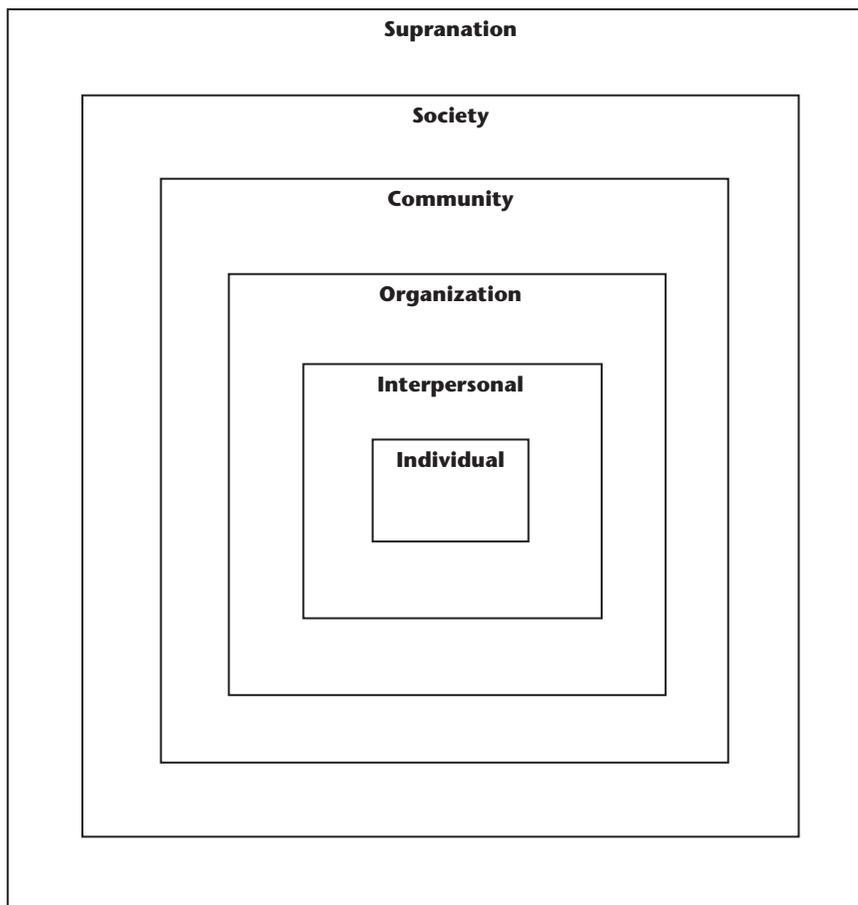 Supranation
Society
Community
Organization
Interpersonal
Individual